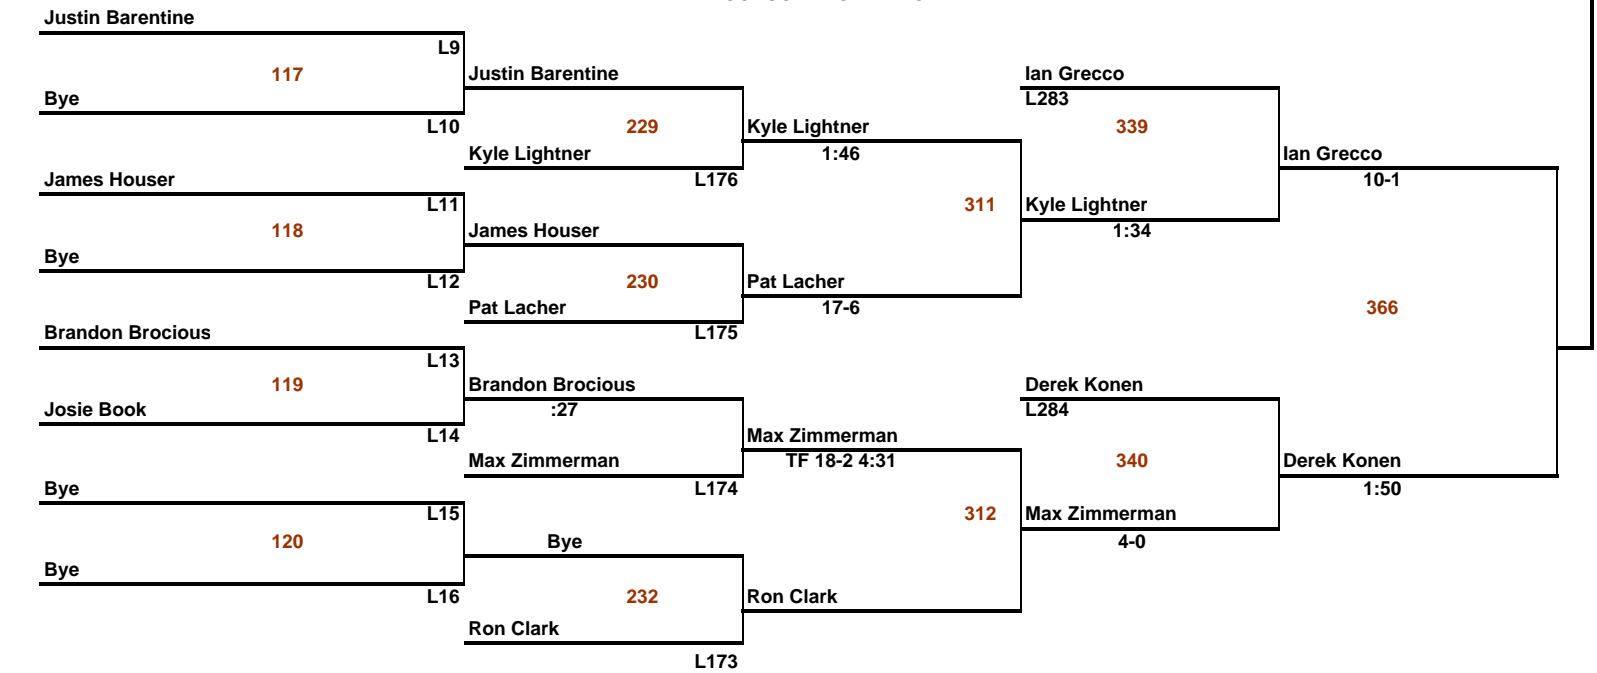 Justin Barentine
L9
117
Justin Barentine
Ian Grecco
Bye
L283
L10
229
Kyle Lightner
339
Kyle Lightner
1:46
Ian Grecco
James Houser
L176
10-1
L11
311
Kyle Lightner
118
James Houser
1:34
Bye
L12
230
Pat Lacher
Pat Lacher
17-6
366
Brandon Brocious
L175
L13
119
Brandon Brocious
Derek Konen
Josie Book
:27
L284
L14
Max Zimmerman
Max Zimmerman
TF 18-2 4:31
340
Derek Konen
Bye
L174
1:50
L15
312
Max Zimmerman
120
Bye
4-0
Bye
L16
232
Ron Clark
Ron Clark
L173